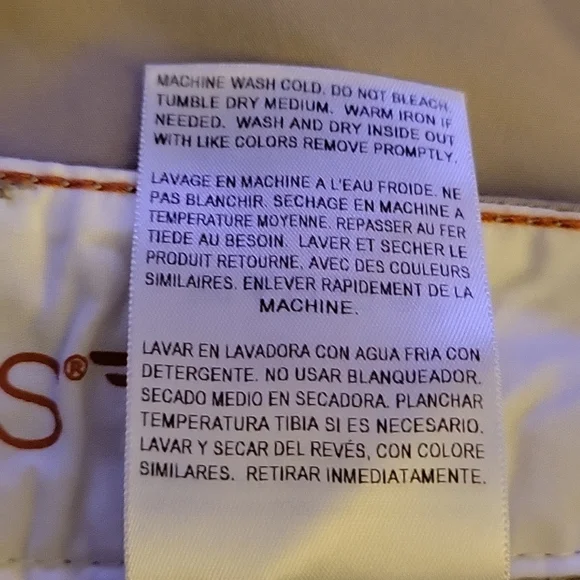 MACHINE WASH COLD. DO NOT BLEACH.
TUMBLE DRY MEDIUM. WARM IRON IF
NEEDED. WASH AND DRY INSIDE OUT
WITH LIKE COLORS REMOVE PROMPTLY.
LAVAGE EN MACHINE A L'EAU FROIDE. NE
PAS BLANCHIR. SECHAGE EN MACHINE A
TEMPERATURE MOYENNE. REPASSER AU FER
TIEDE AU BESOIN. LAVER ET SECHER LE
PRODUIT RETOURNE, AVEC DES COULEURS
SIMILAIRES. ENLEVER RAPIDEMENT DE LA
MACHINE.
S®
LAVAR EN LAVADORA CON AGUA FRIA CON
DETERGENTE. NO USAR BLANQUEADOR.
SECADO MEDIO EN SECADORA. PLANCHAR
TEMPERATURA TIBIA SI ES NECESARIO.
LAVAR Y SECAR DEL REVÉS, CON COLORE
SIMILARES. RETIRAR INMEDIATAMENTE.